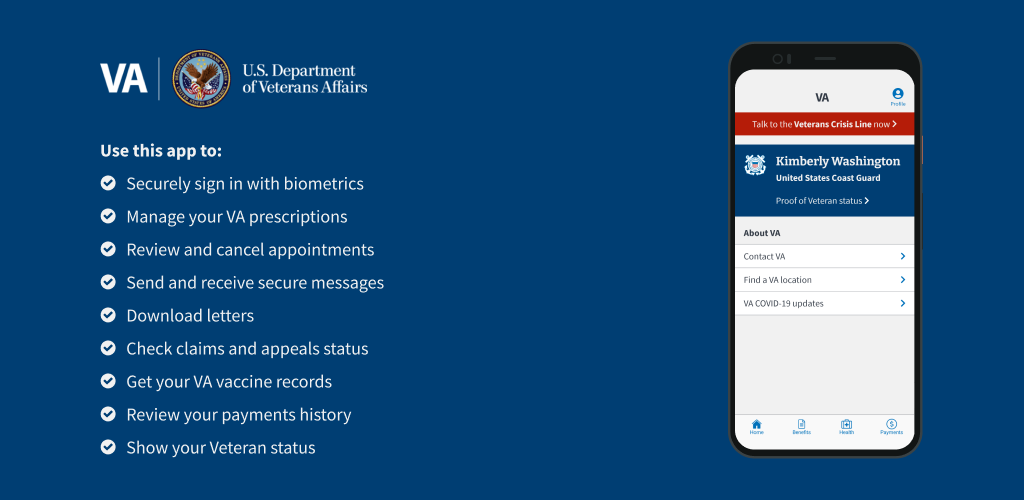 VA
U.S. Department
of Veterans Affairs
Use this app to:
Securely sign in with biometrics
Manage your VA prescriptions
Review and cancel appointments
Send and receive secure messages
Download letters
Check claims and appeals status
Get your VA vaccine records
Review your payments history
Show your Veteran status
VA
Profile
Talk to the Veterans Crisis Line now
Kimberly Washington
United States Coast Guard
Proof of Veteran status
About VA
Contact VA
Find a VA location
VA COVID-19 updates
Home
Benefits
Health
Payments